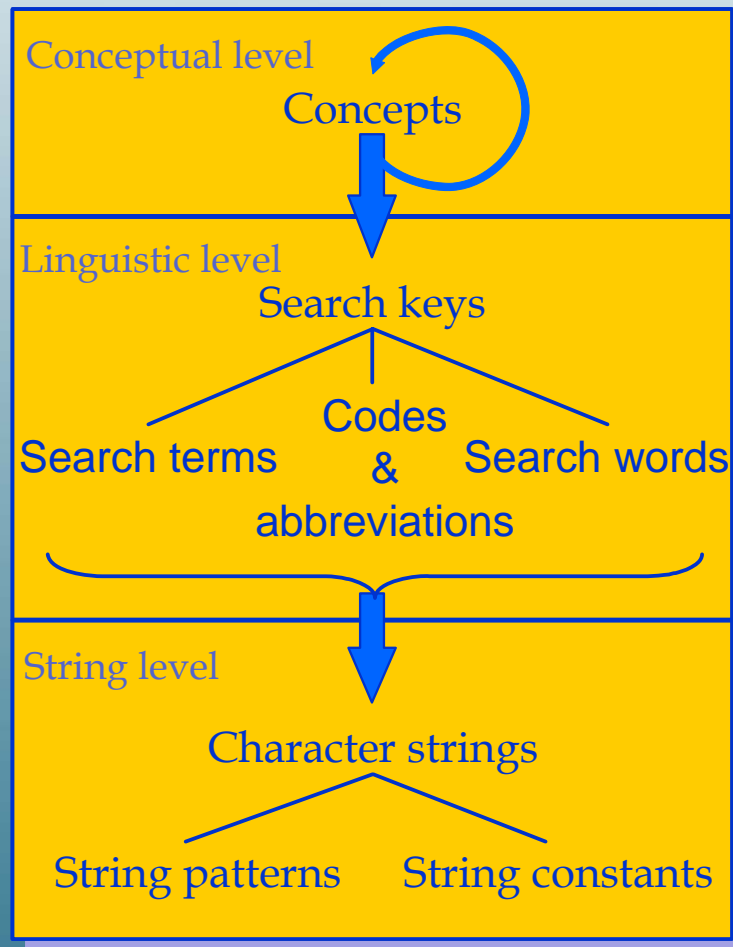 Conceptual level
Concepts
Linguistic level
Search keys
Search terms
Codes
&
abbreviations
Search words
String level
Character strings
String patterns
String constants